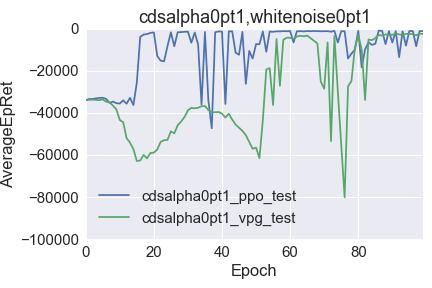 cdsalpha0pt1,whitenoise0pt1
0
−20000
−40000
−60000
−80000
−100000
AverageEpRet
cdsalpha0pt1_ppo_test
cdsalpha0pt1_vpg_test
0 20 40 60 80
Epoch